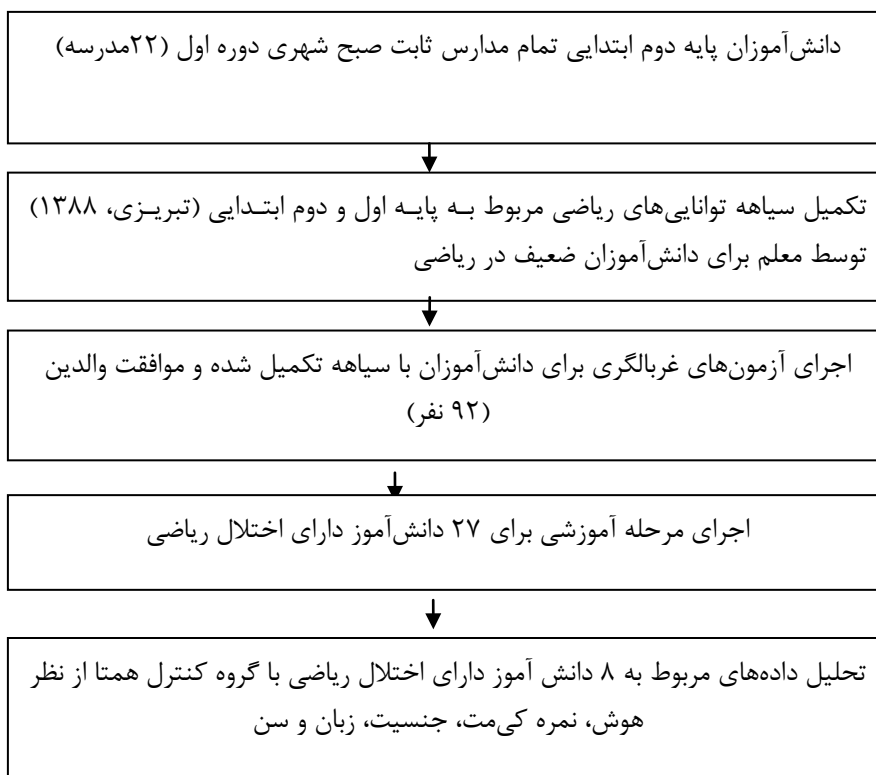 دانش‌آموزان پایه دوم ابتدایی تمام مدارس ثابت صبح شهری دوره اول (۲۲مدرسه)
تکمیل سیاهه توانایی‌های ریاضی مربوط به پایه اول و دوم ابتدایی (تبریزی، ۱۳۸۸)
توسط معلم برای دانش‌آموزان ضعیف در ریاضی
اجرای آزمون‌های غربالگری برای دانش‌آموزان با سیاهه تکمیل شده و موافقت والدین
(۹۲ نفر)
اجرای مرحله آموزشی برای ۲۷ دانش‌آموز دارای اختلال ریاضی
تحلیل داده‌های مربوط به ۸ دانش آموز دارای اختلال ریاضی با گروه کنترل همتا از نظر
هوش، نمره کی‌مت، جنسیت، زبان و سن